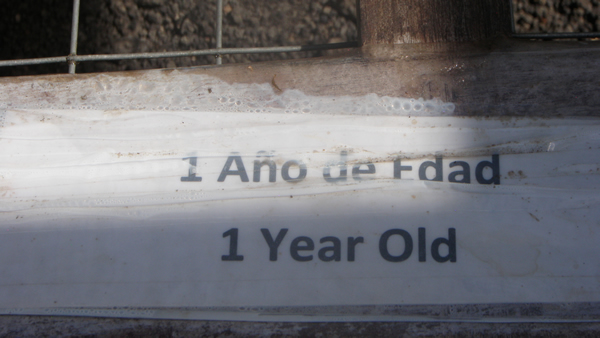 1 Año de Edad
1 Year Old